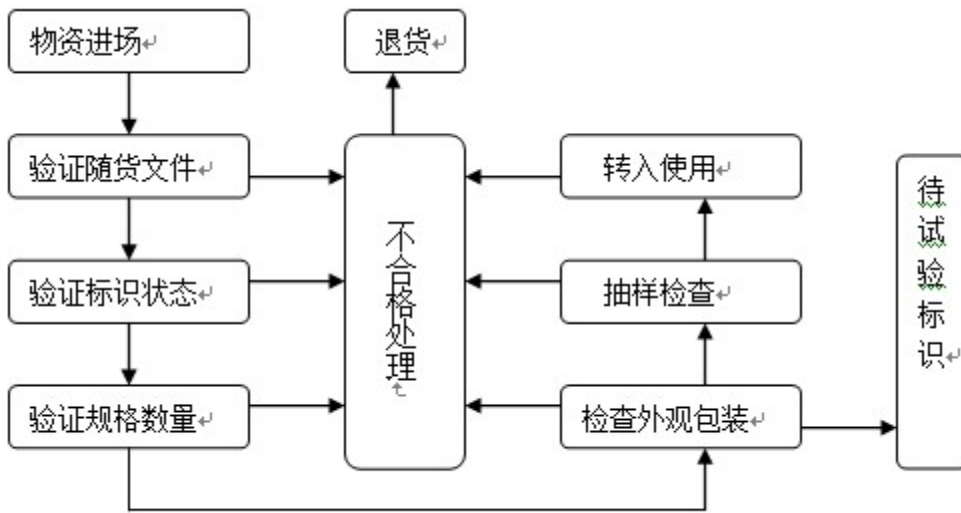 物资进场
退货
验证随货文件
转入使用
待试验标识
不合格处理
验证标识状态
抽样检查
验证规格数量
检查外观包装